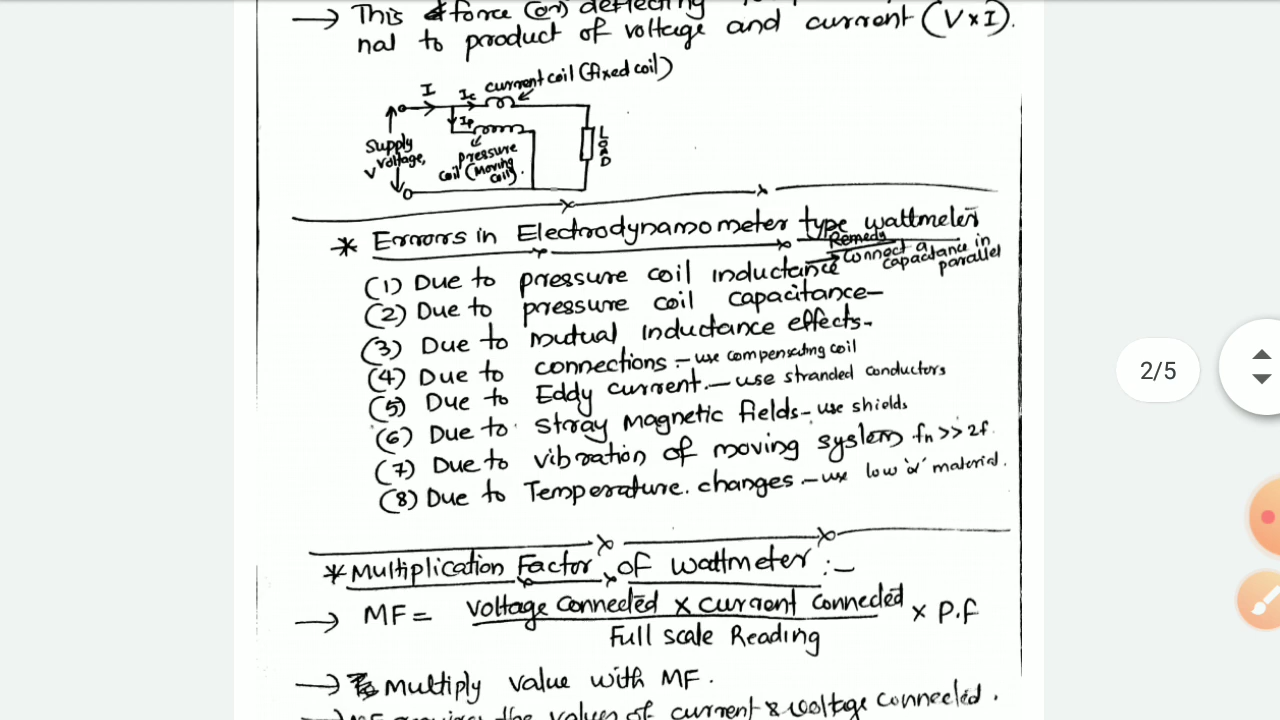 → This force (or) deflecting
nal to product of voltage and current (V×I).
I
Ic
current coil (fixed coil)
Ip
Supply
voltage,
V
pressure
coil (Moving
coil).
LOAD
* Errors in Electrodynamometer type wattmeter
Remedy
(1) Due to pressure coil inductance → connect a capacitance in parallel
(2) Due to pressure coil capacitance-
(3) Due to mutual inductance effects-
(4) Due to connections - use compensating coil
(5) Due to Eddy current. - use stranded conductors
(6) Due to stray magnetic fields - use shields
(7) Due to vibration of moving system fn >> 2f.
(8) Due to Temperature. changes - use low 'α' material.
* Multiplication Factor of wattmeter :-
→ MF = voltage connected × current connected × P.f
Full scale Reading
→ Multiply value with MF.
the values of current & voltage connected.
2/5